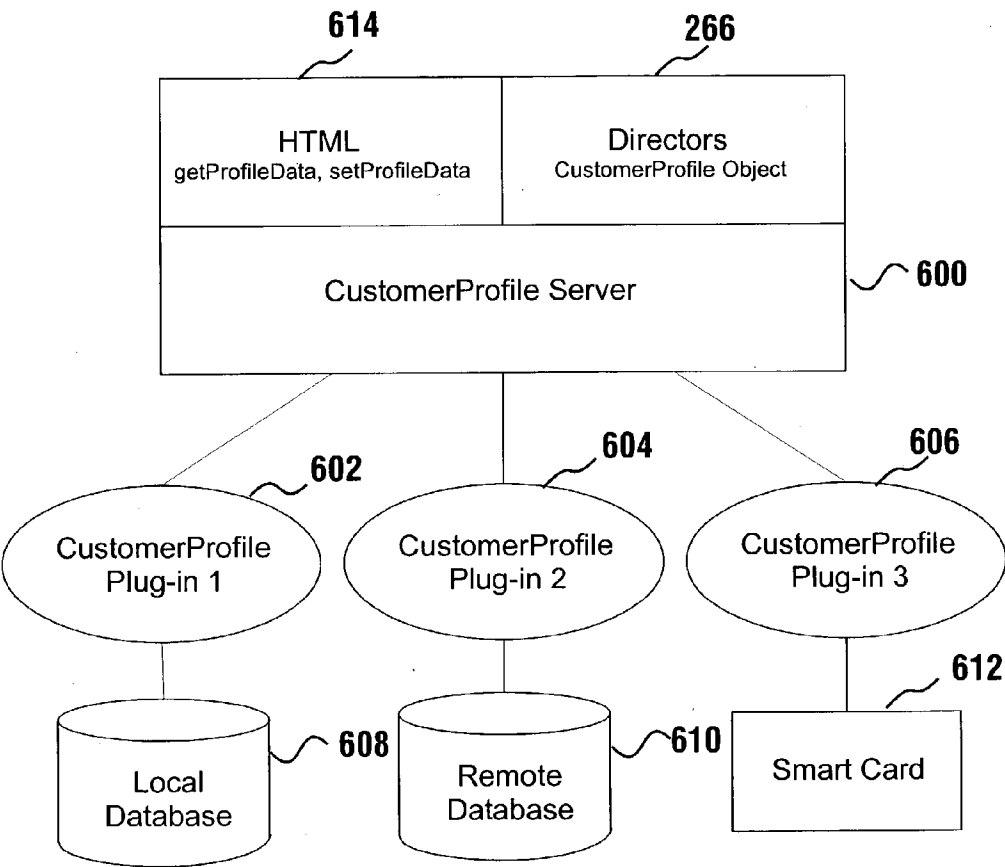 614
266
HTML
getProfileData, setProfileData
Directors
CustomerProfile Object
CustomerProfile Server
600
602
604
606
CustomerProfile
Plug-in 1
CustomerProfile
Plug-in 2
CustomerProfile
Plug-in 3
612
608
610
Local
Database
Remote
Database
Smart Card